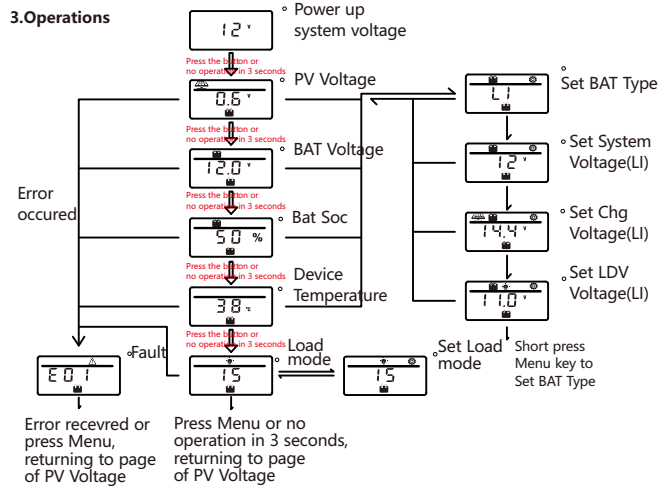 3.Operations
12 v
Power up
system voltage
Press the button or
no operation in 3 seconds
0.6 v
PV Voltage
Press the button or
no operation in 3 seconds
12.0 v
BAT Voltage
Press the button or
no operation in 3 seconds
50 %
Bat Soc
Press the button or
no operation in 3 seconds
38 °c
Device
Temperature
Press the button or
no operation in 3 seconds
15
Load
mode
Error
occured
E01
Fault
Error recevred or
press Menu,
returning to page
of PV Voltage
Press Menu or no
operation in 3 seconds,
returning to page
of PV Voltage
15
Set Load
mode
LI
Set BAT Type
12 v
Set System
Voltage(LI)
14.4 v
Set Chg
Voltage(LI)
11.0 v
Set LDV
Voltage(LI)
Short press
Menu key to
Set BAT Type